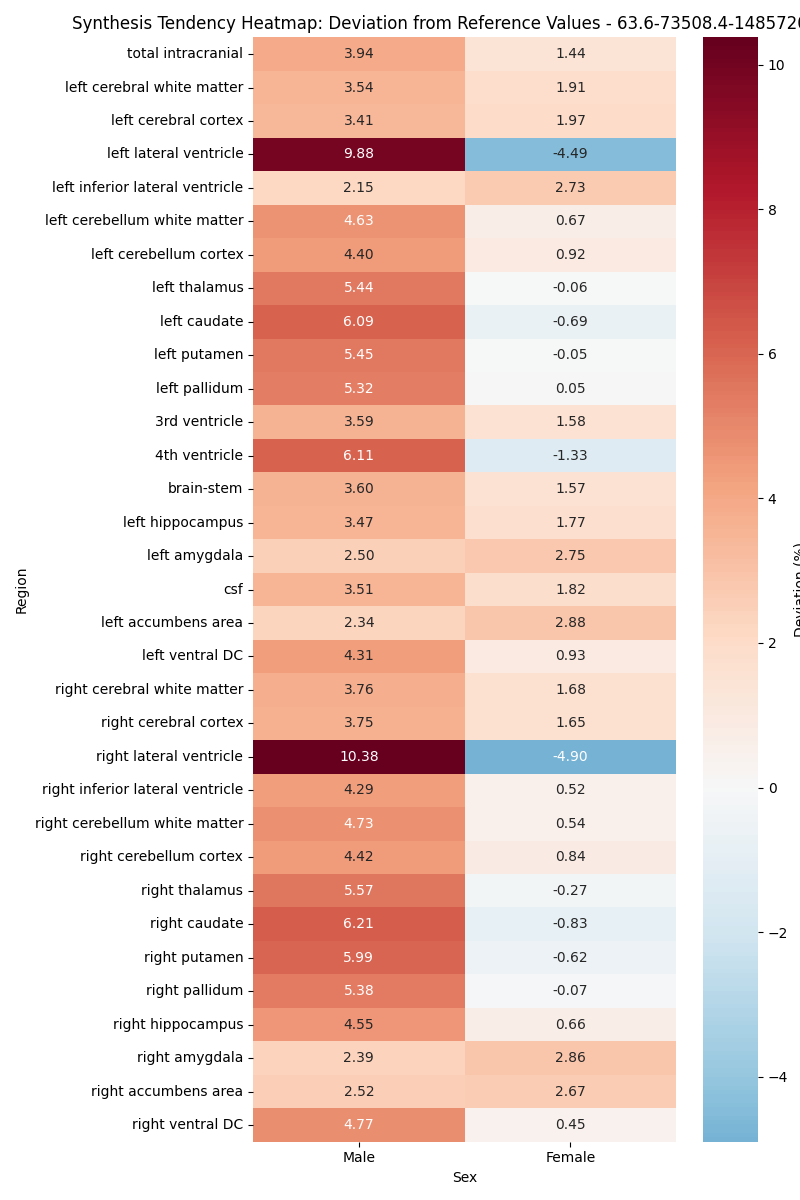 Synthesis Tendency Heatmap: Deviation from Reference Values - 63.6-73508.4-1485720
total intracranial 3.94 1.44
left cerebral white matter 3.54 1.91
left cerebral cortex 3.41 1.97
left lateral ventricle 9.88 -4.49
left inferior lateral ventricle 2.15 2.73
left cerebellum white matter 4.63 0.67
left cerebellum cortex 4.40 0.92
left thalamus 5.44 -0.06
left caudate 6.09 -0.69
left putamen 5.45 -0.05
left pallidum 5.32 0.05
3rd ventricle 3.59 1.58
4th ventricle 6.11 -1.33
brain-stem 3.60 1.57
left hippocampus 3.47 1.77
left amygdala 2.50 2.75
csf 3.51 1.82
left accumbens area 2.34 2.88
left ventral DC 4.31 0.93
right cerebral white matter 3.76 1.68
right cerebral cortex 3.75 1.65
right lateral ventricle 10.38 -4.90
right inferior lateral ventricle 4.29 0.52
right cerebellum white matter 4.73 0.54
right cerebellum cortex 4.42 0.84
right thalamus 5.57 -0.27
right caudate 6.21 -0.83
right putamen 5.99 -0.62
right pallidum 5.38 -0.07
right hippocampus 4.55 0.66
right amygdala 2.39 2.86
right accumbens area 2.52 2.67
right ventral DC 4.77 0.45
Male Female
Sex
Region
10
8
6
4
2
0
−2
−4
Deviation (%)